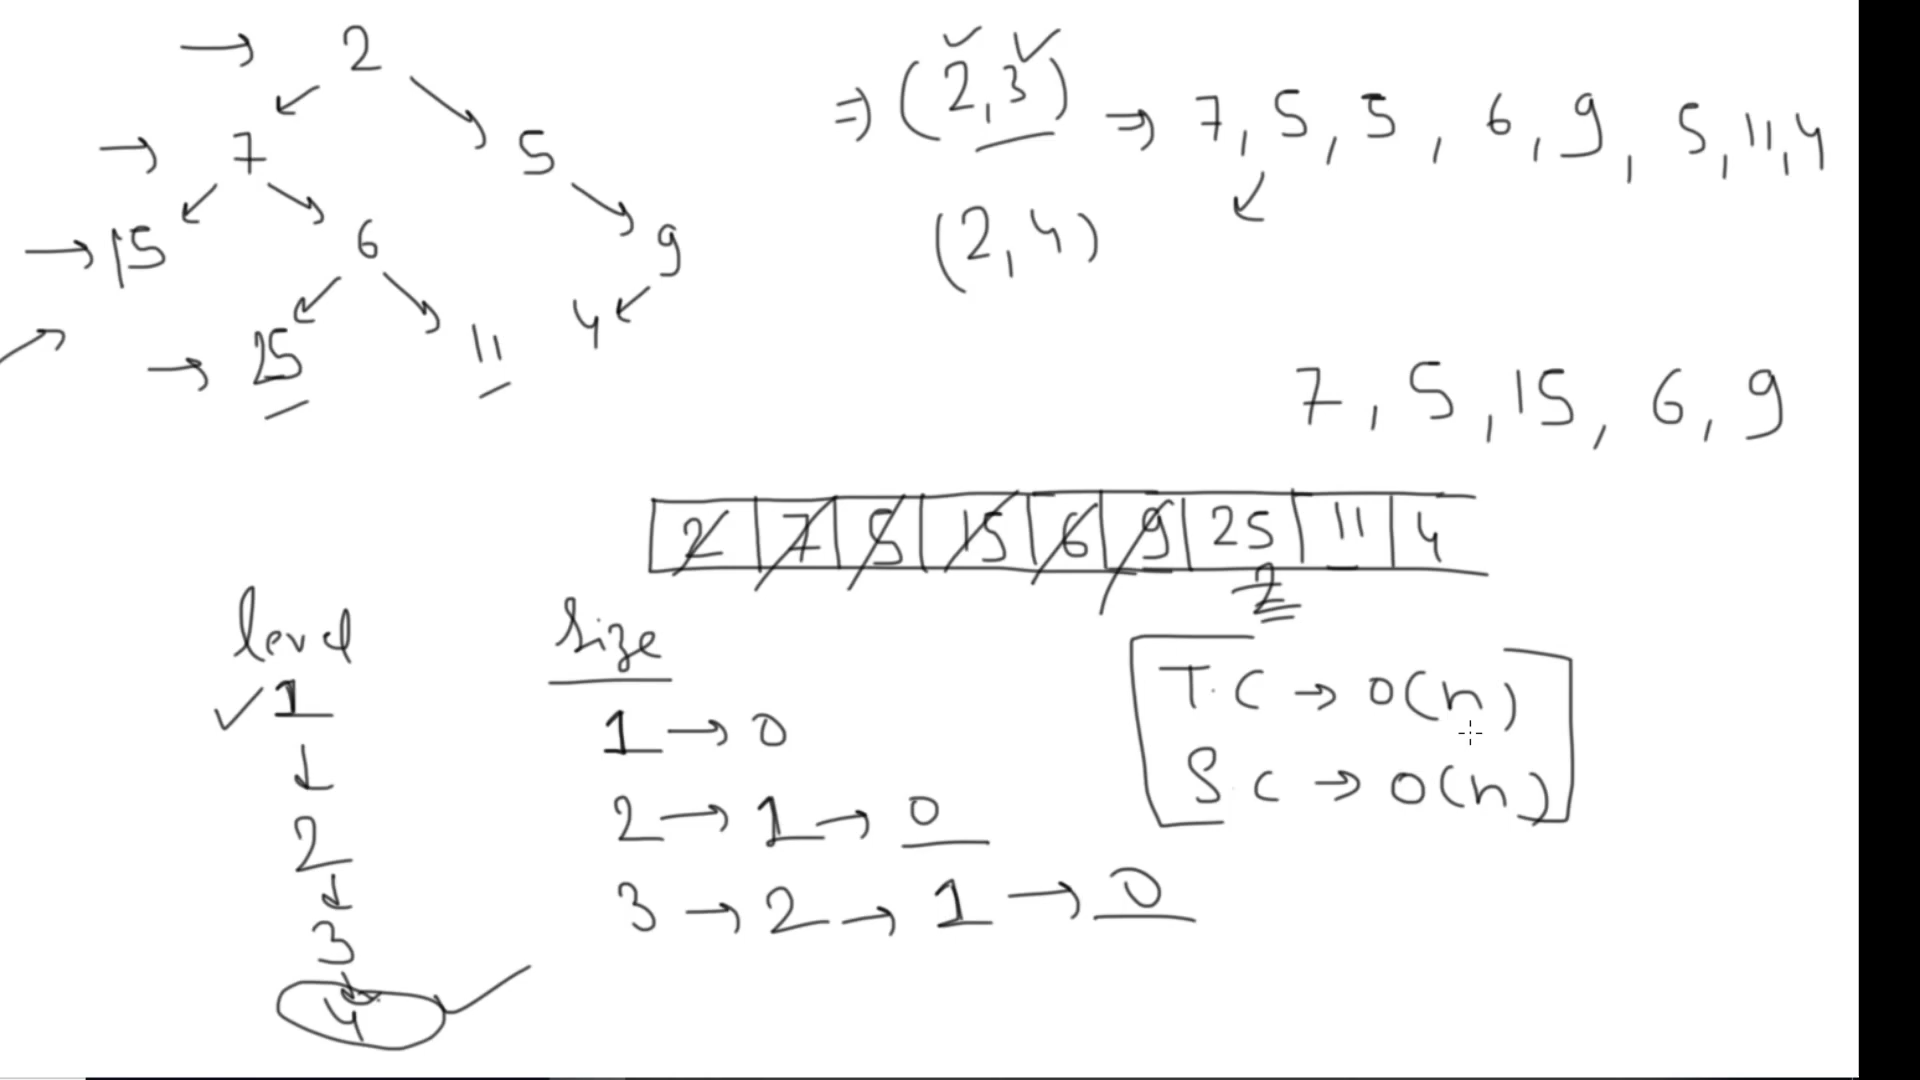 2
7 5
15 6 9
25 11 4
(2,3) ⇒ 7, 5, 5, 6, 9, 5, 11, 4
(2,4)
7, 5, 15, 6, 9
2 7 5 15 6 9 25 11 4
2
level size
1 1 → 0
2 2 → 1 → 0
3 3 → 2 → 1 → 0
4
T.C → O(n)
S.C → O(n)